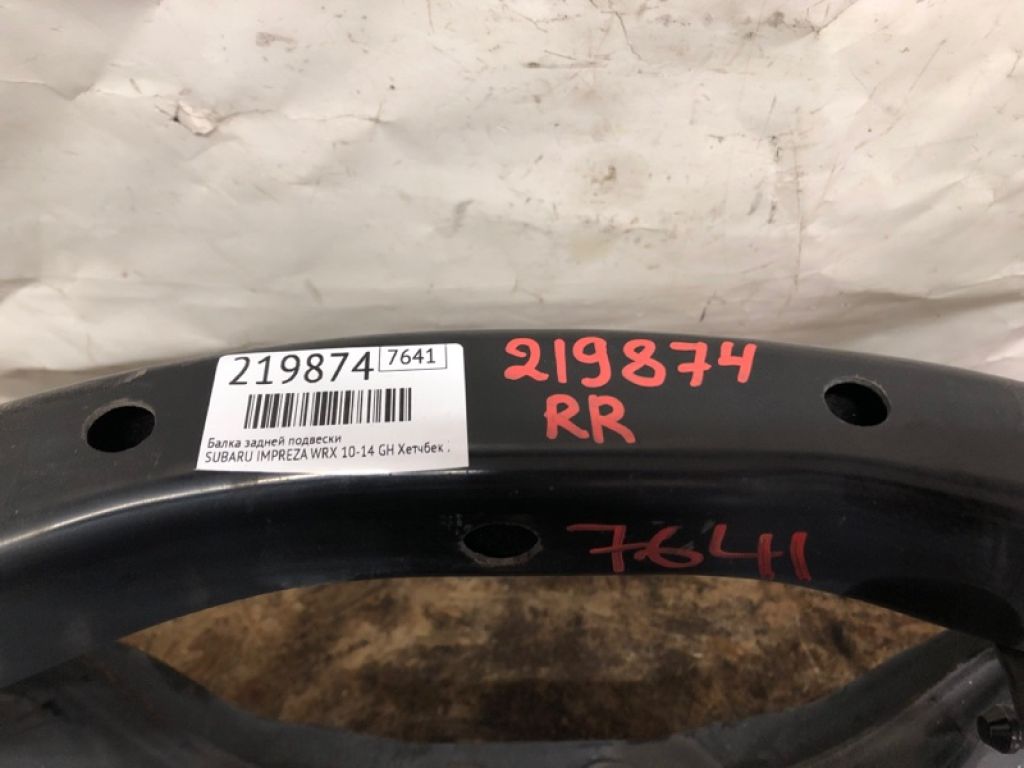 219874 7641
Балка задней подвески
SUBARU IMPREZA WRX 10-14 GH Хетчбек
219874
RR
7641